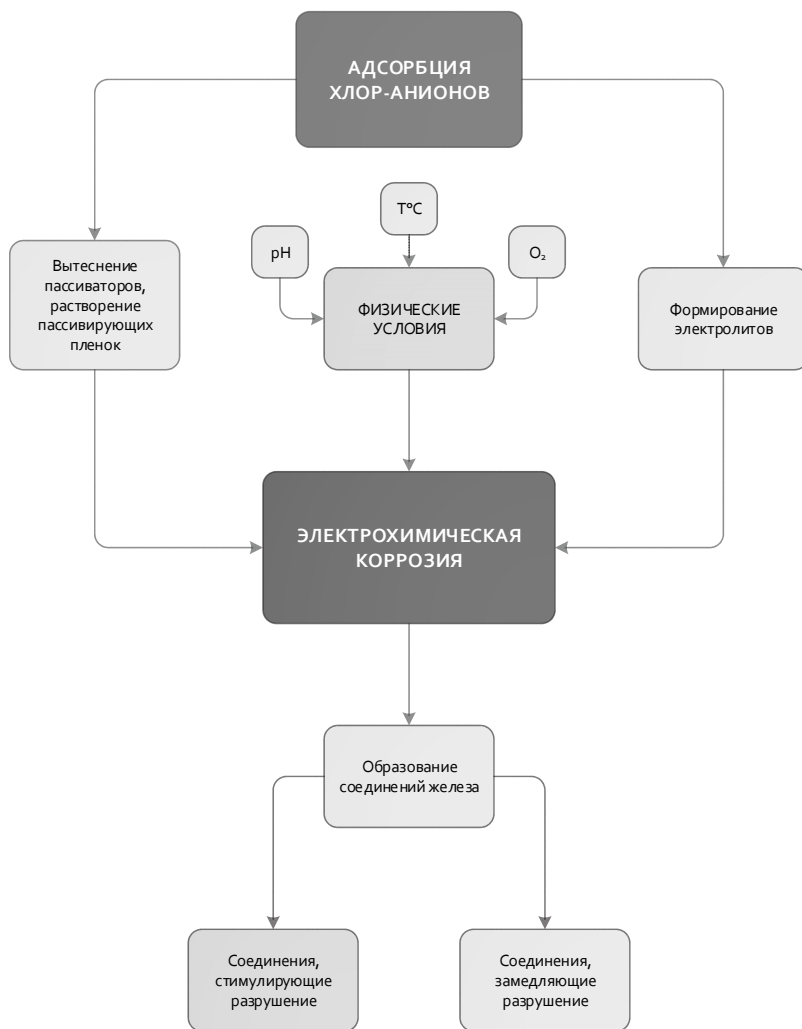 АДСОРБЦИЯ
ХЛОР-АНИОНОВ
T°C
pH
O₂
Вытеснение
пассиваторов,
растворение
пассивирующих
пленок
ФИЗИЧЕСКИЕ
УСЛОВИЯ
Формирование
электролитов
ЭЛЕКТРОХИМИЧЕСКАЯ
КОРРОЗИЯ
Образование
соединений железа
Соединения,
стимулирующие
разрушение
Соединения,
замедляющие
разрушение